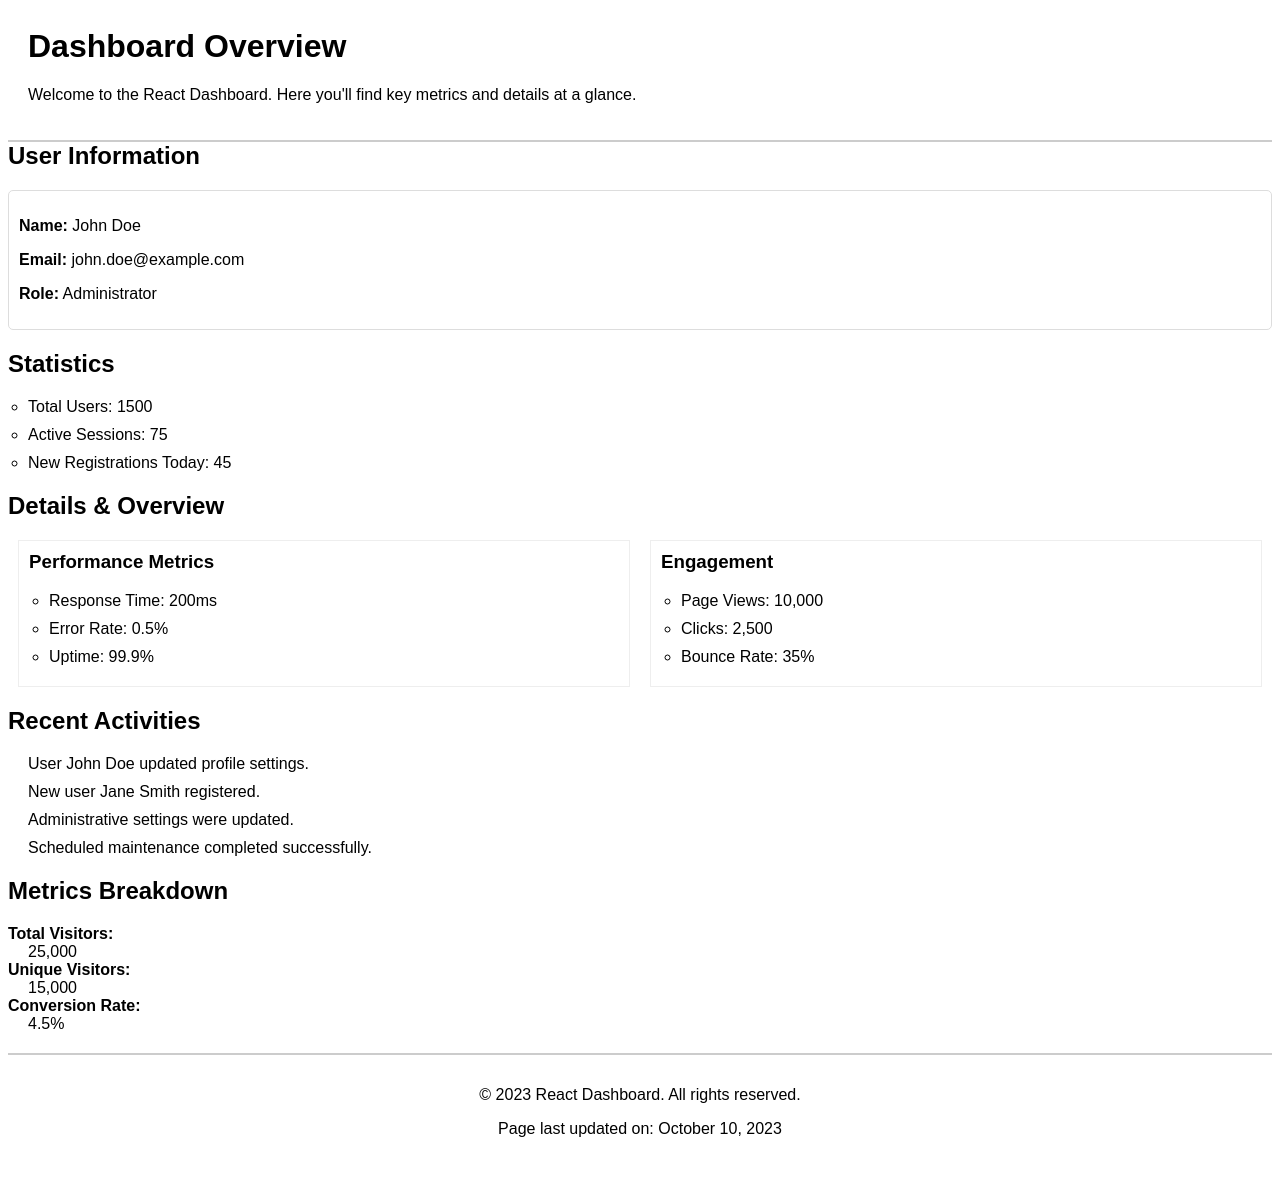 Dashboard Overview
Welcome to the React Dashboard. Here you'll find key metrics and details at a glance.
User Information
Name: John Doe
Email: john.doe@example.com
Role: Administrator
Statistics
Total Users: 1500
Active Sessions: 75
New Registrations Today: 45
Details & Overview
Performance Metrics
Response Time: 200ms
Error Rate: 0.5%
Uptime: 99.9%
Engagement
Page Views: 10,000
Clicks: 2,500
Bounce Rate: 35%
Recent Activities
User John Doe updated profile settings.
New user Jane Smith registered.
Administrative settings were updated.
Scheduled maintenance completed successfully.
Metrics Breakdown
Total Visitors:
25,000
Unique Visitors:
15,000
Conversion Rate:
4.5%
© 2023 React Dashboard. All rights reserved.
Page last updated on: October 10, 2023